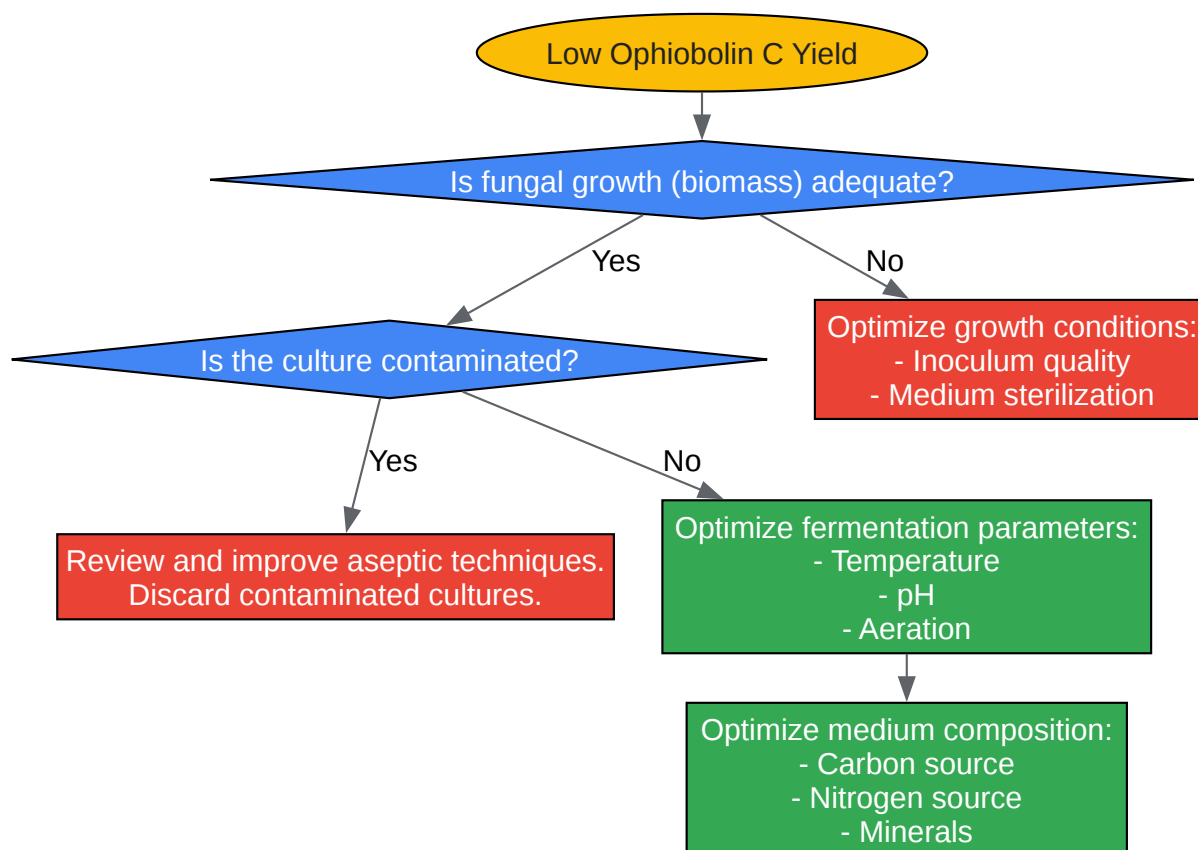 Low Ophiobolin C Yield
Is fungal growth (biomass) adequate?
Yes
No
Optimize growth conditions:
- Inoculum quality
- Medium sterilization
Is the culture contaminated?
Yes
No
Review and improve aseptic techniques.
Discard contaminated cultures.
Optimize fermentation parameters:
- Temperature
- pH
- Aeration
Optimize medium composition:
- Carbon source
- Nitrogen source
- Minerals